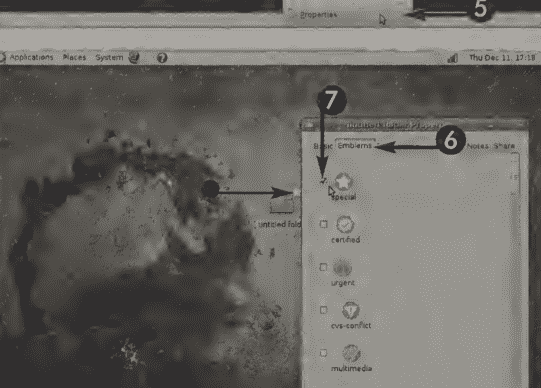 Properties
5
Applications Places System
Thu Dec 11, 17:19
7
6
Basic Emblems Notes Share
special
untitled fold
certified
urgent
cvs-conflict
multimedia